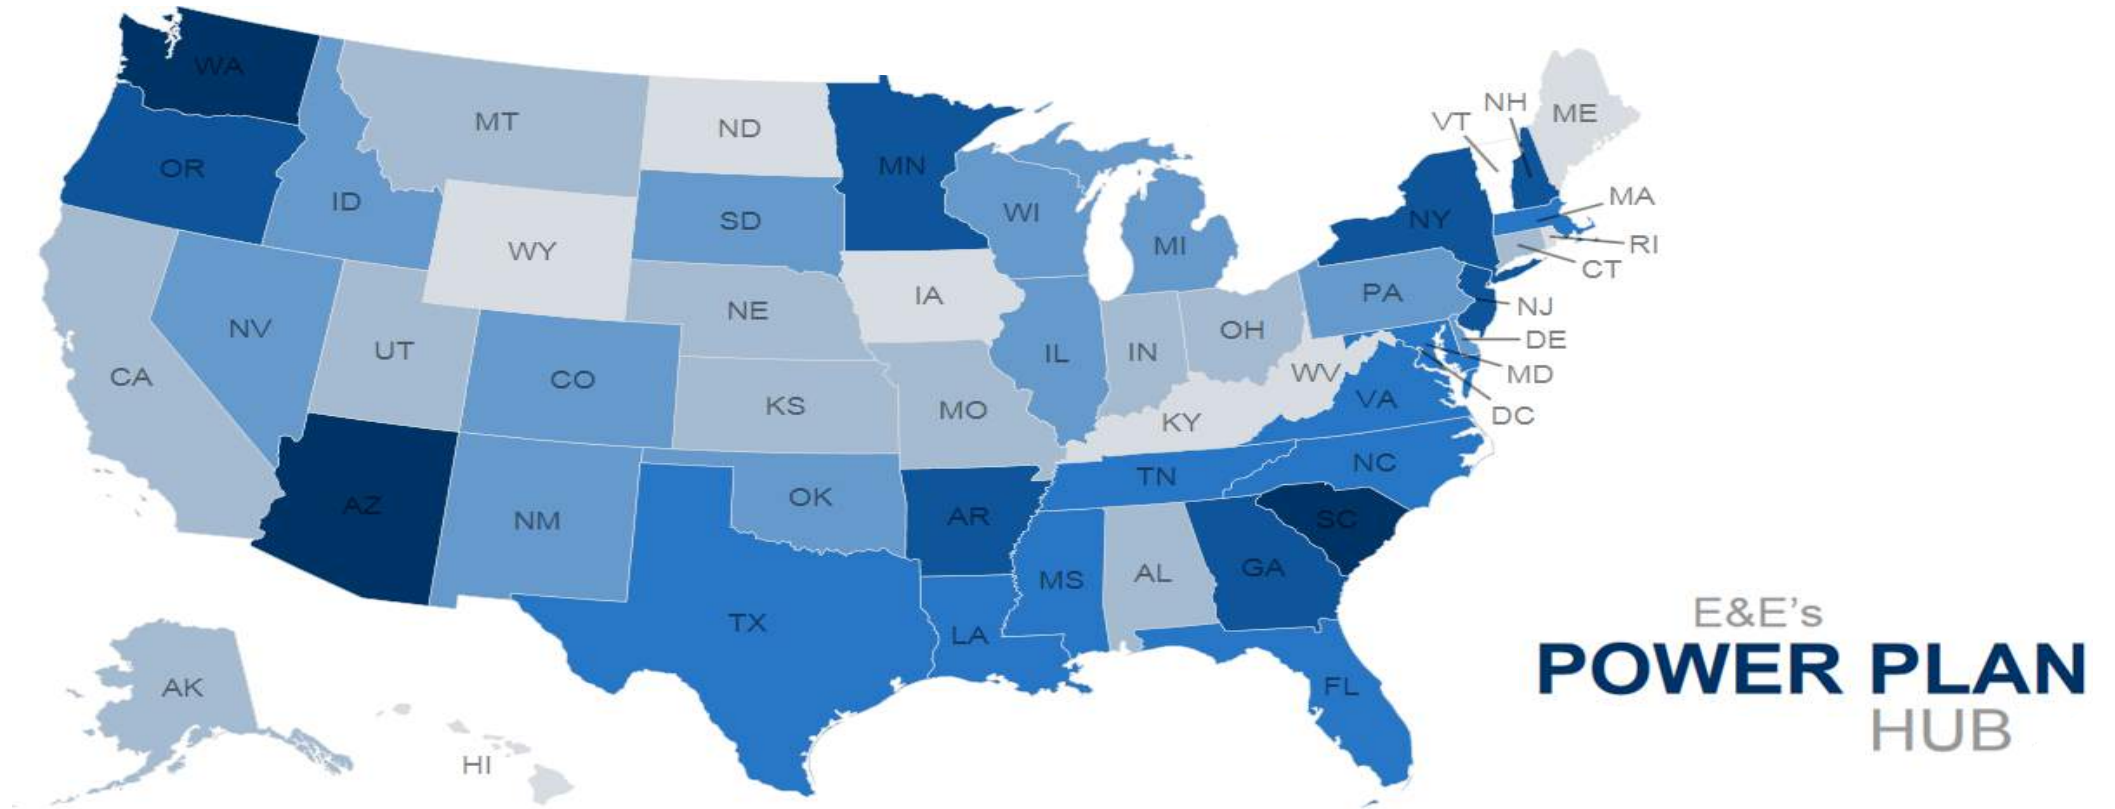 WA
MT
ND
MN
OR
ID
SD
WI
MI
WY
NE
IA
NV
UT
CO
CA
KS
MO
IL
IN
OH
PA
NY
VT
NH
ME
MA
RI
CT
NJ
DE
MD
DC
WV
VA
KY
TN
NC
AZ
NM
OK
AR
SC
TX
LA
MS
AL
GA
FL
AK
HI
E&E's
POWER PLAN
HUB